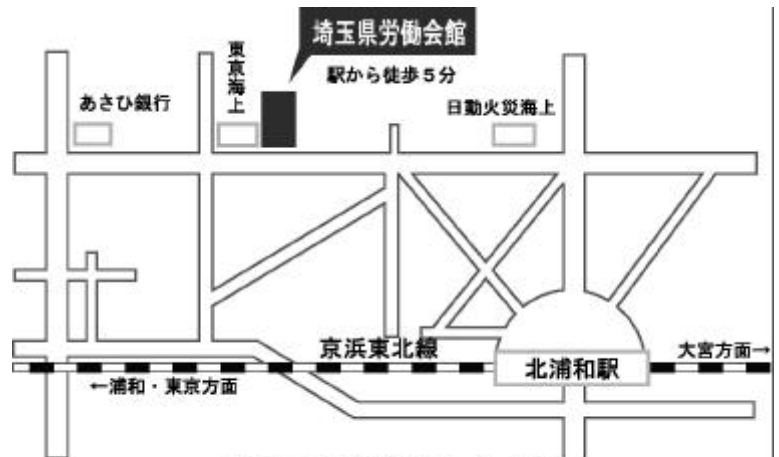 埼玉県労働会館
駅から徒歩5分
東京海上
あさひ銀行
日動火災海上
京浜東北線
大宮方面→
北浦和駅
←浦和・東京方面